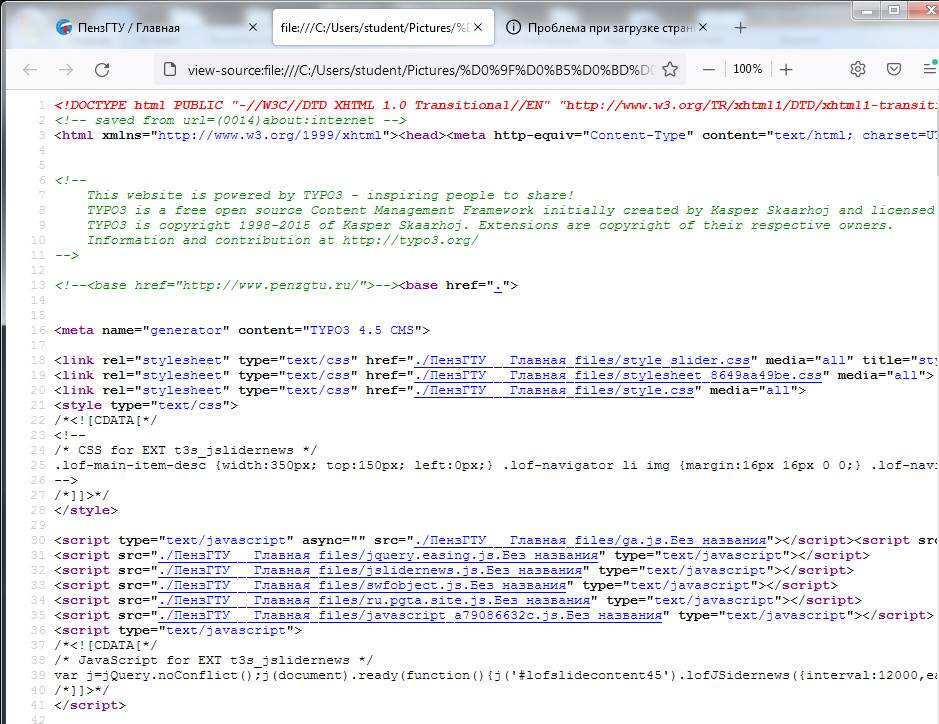 ПензГТУ / Главная
file:///C:/Users/student/Pictures/%
Проблема при загрузке стран
view-source:file:///C:/Users/student/Pictures/%D0%9F%D0%B5%D0%BD%D0 100%
1 <!DOCTYPE html PUBLIC "-//W3C//DTD XHTML 1.0 Transitional//EN" "http://www.w3.org/TR/xhtml1/DTD/xhtml1-transiti
2 <!-- saved from url=(0014)about:internet -->
3 <html xmlns="http://www.w3.org/1999/xhtml"><head><meta http-equiv="Content-Type" content="text/html; charset=UT
4
5
6 <!--
7 This website is powered by TYPO3 - inspiring people to share!
8 TYPO3 is a free open source Content Management Framework initially created by Kasper Skaarhoj and licensed
9 TYPO3 is copyright 1998-2015 of Kasper Skaarhoj. Extensions are copyright of their respective owners.
10 Information and contribution at http://typo3.org/
11 -->
12
13 <!--<base href="http://www.penzgtu.ru/">--><base href=".">
14
15
16 <meta name="generator" content="TYPO3 4.5 CMS">
17
18 <link rel="stylesheet" type="text/css" href="./ПензГТУ _ Главная_files/style_slider.css" media="all" title="sty
19 <link rel="stylesheet" type="text/css" href="./ПензГТУ _ Главная_files/stylesheet_8649aa49be.css" media="all">
20 <link rel="stylesheet" type="text/css" href="./ПензГТУ _ Главная_files/style.css" media="all">
21 <style type="text/css">
22 /*<![CDATA[*/
23 <!--
24 /* CSS for EXT t3s_jslidernews */
25 .lof-main-item-desc {width:350px; top:150px; left:0px;} .lof-navigator li img {margin:16px 16px 0 0;} .lof-navi
26 -->
27 /*]]>*/
28 </style>
29
30 <script type="text/javascript" async="" src="./ПензГТУ _ Главная_files/ga.js.Без названия"></script><script src
31 <script src="./ПензГТУ _ Главная_files/jquery.easing.js.Без названия" type="text/javascript"></script>
32 <script src="./ПензГТУ _ Главная_files/jslidernews.js.Без названия" type="text/javascript"></script>
33 <script src="./ПензГТУ _ Главная_files/swfobject.js.Без названия" type="text/javascript"></script>
34 <script src="./ПензГТУ _ Главная_files/ru.pgta.site.js.Без названия" type="text/javascript"></script>
35 <script src="./ПензГТУ _ Главная_files/javascript_a79086632c.js.Без названия" type="text/javascript"></script>
36 <script type="text/javascript">
37 /*<![CDATA[*/
38 /* JavaScript for EXT t3s_jslidernews */
39 var j=jQuery.noConflict();j(document).ready(function(){j('#lofslidecontent45').lofJSidernews({interval:12000,ea
40 /*]]>*/
41 </script>
42